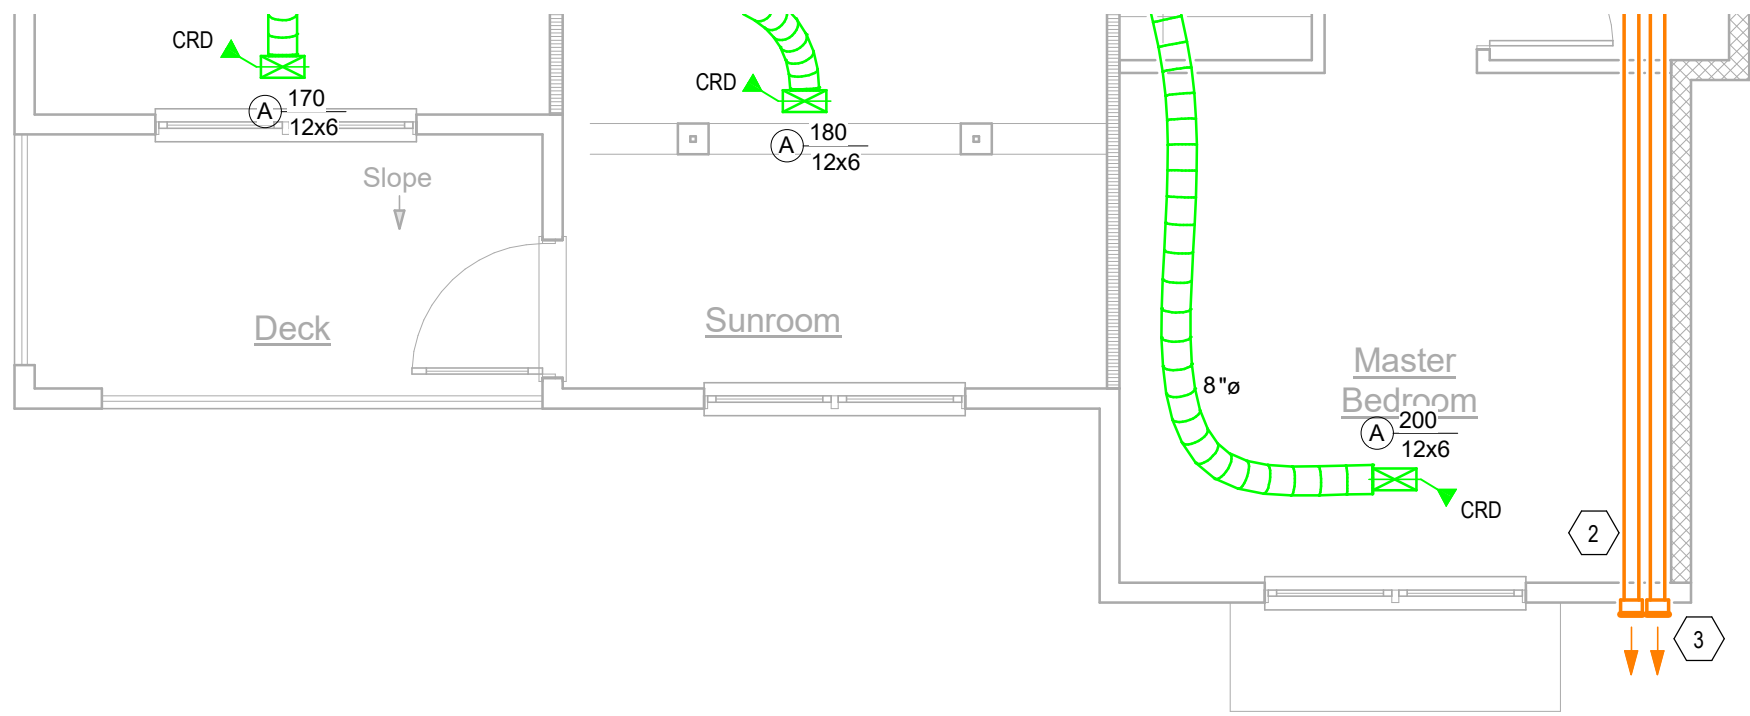 CRD
A 170
12x6
Slope
Deck
CRD
A 180
12x6
Sunroom
8"ø
Master
Bedroom
A 200
12x6
CRD
2
3